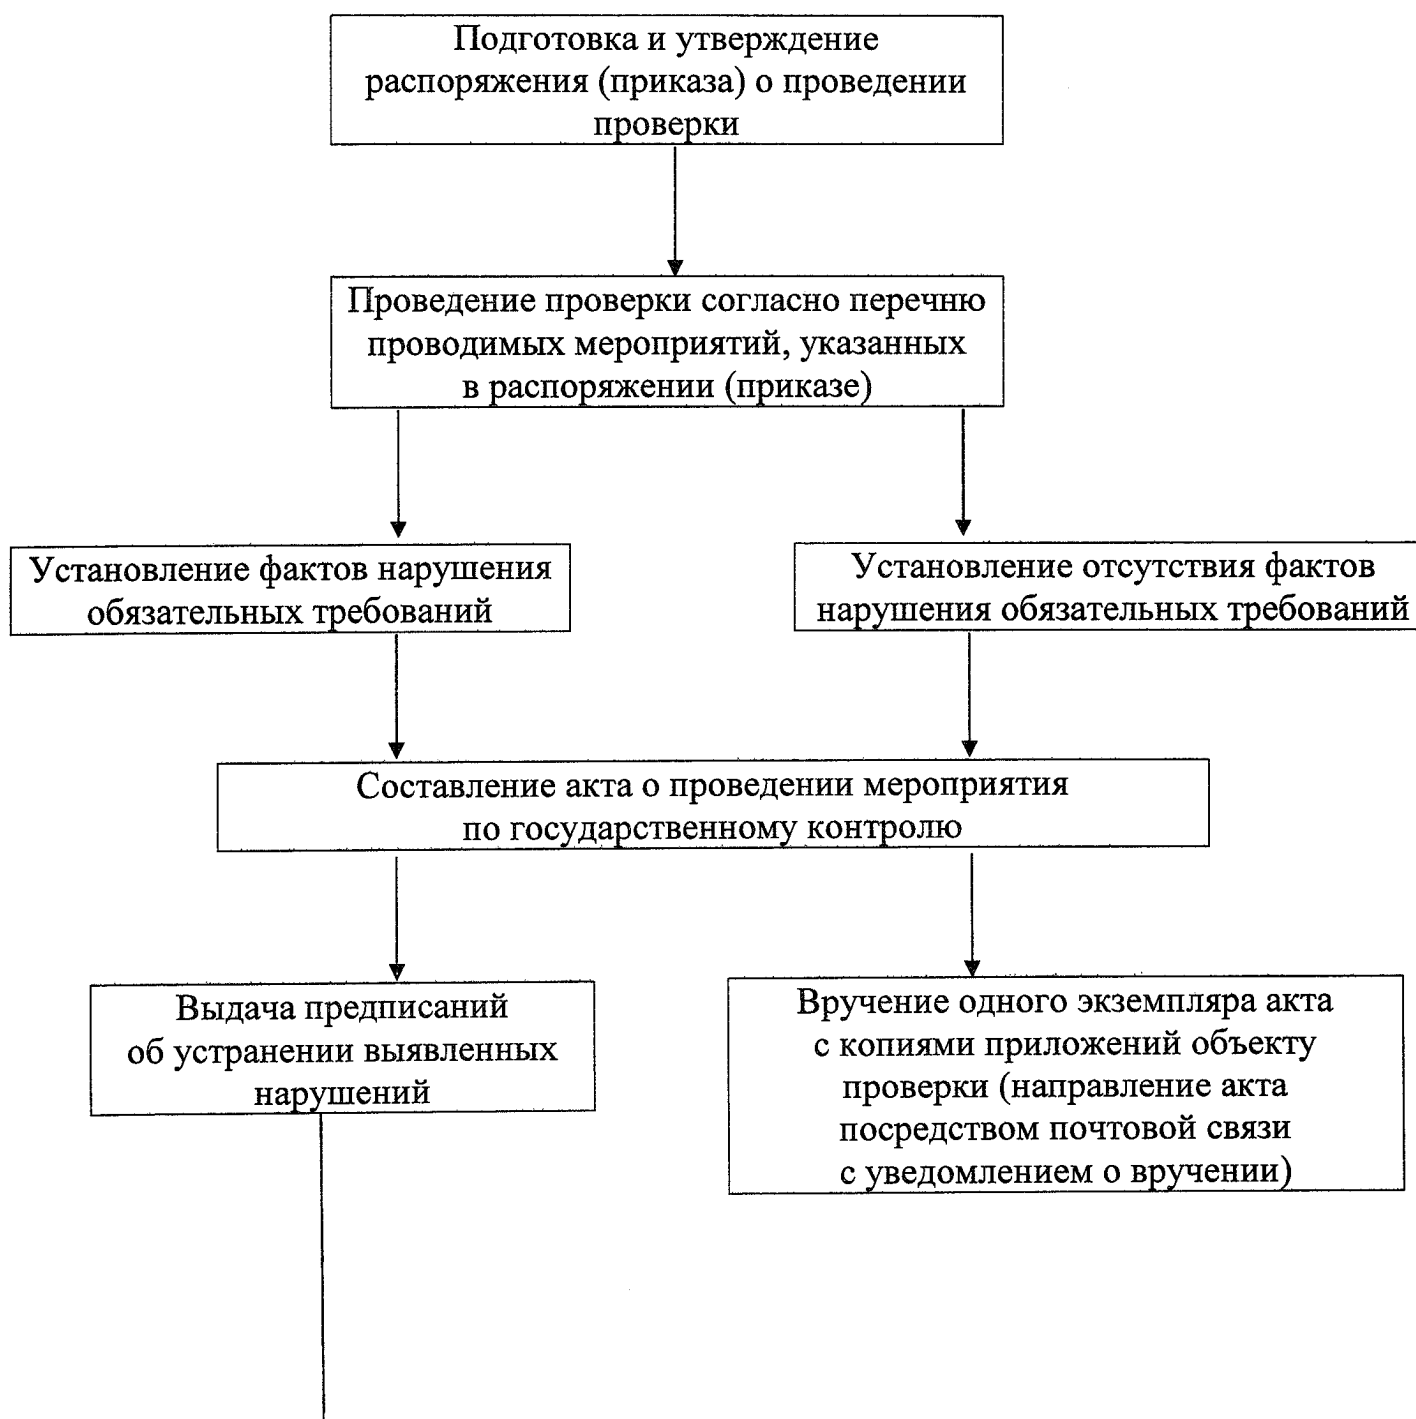 Подготовка и утверждение
распоряжения (приказа) о проведении
проверки
Проведение проверки согласно перечню
проводимых мероприятий, указанных
в распоряжении (приказе)
Установление фактов нарушения
обязательных требований
Установление отсутствия фактов
нарушения обязательных требований
Составление акта о проведении мероприятия
по государственному контролю
Выдача предписаний
об устранении выявленных
нарушений
Вручение одного экземпляра акта
с копиями приложений объекту
проверки (направление акта
посредством почтовой связи
с уведомлением о вручении)